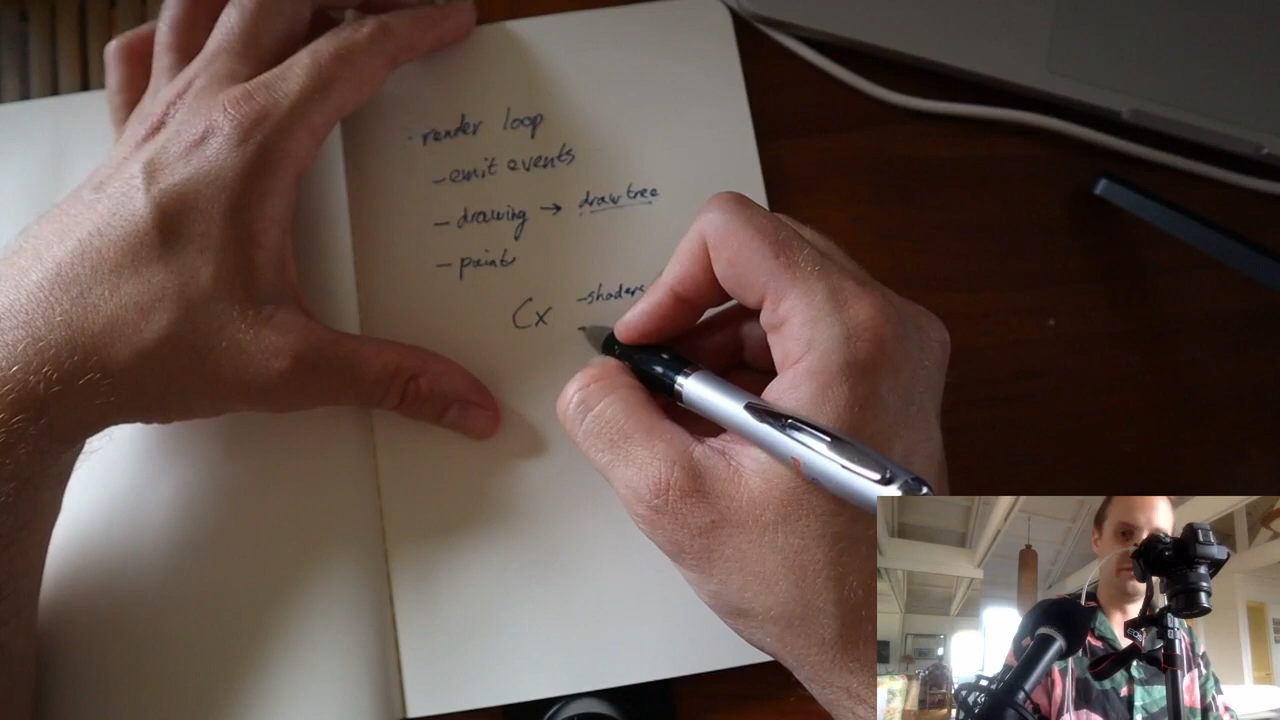 · render loop
- emit events
- drawing → draw tree
- paint
Cx - shaders